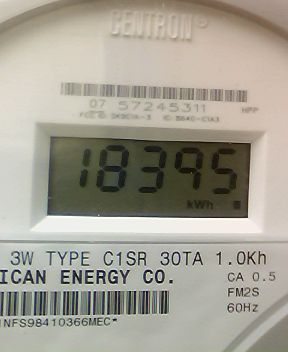 CENTRON®
07 57245311 HPP
18395
kWh
3W TYPE C1SR 30TA 1.0Kh
ICAN ENERGY CO. CA 0.5
FM2S
60Hz
NFS98410366MEC*